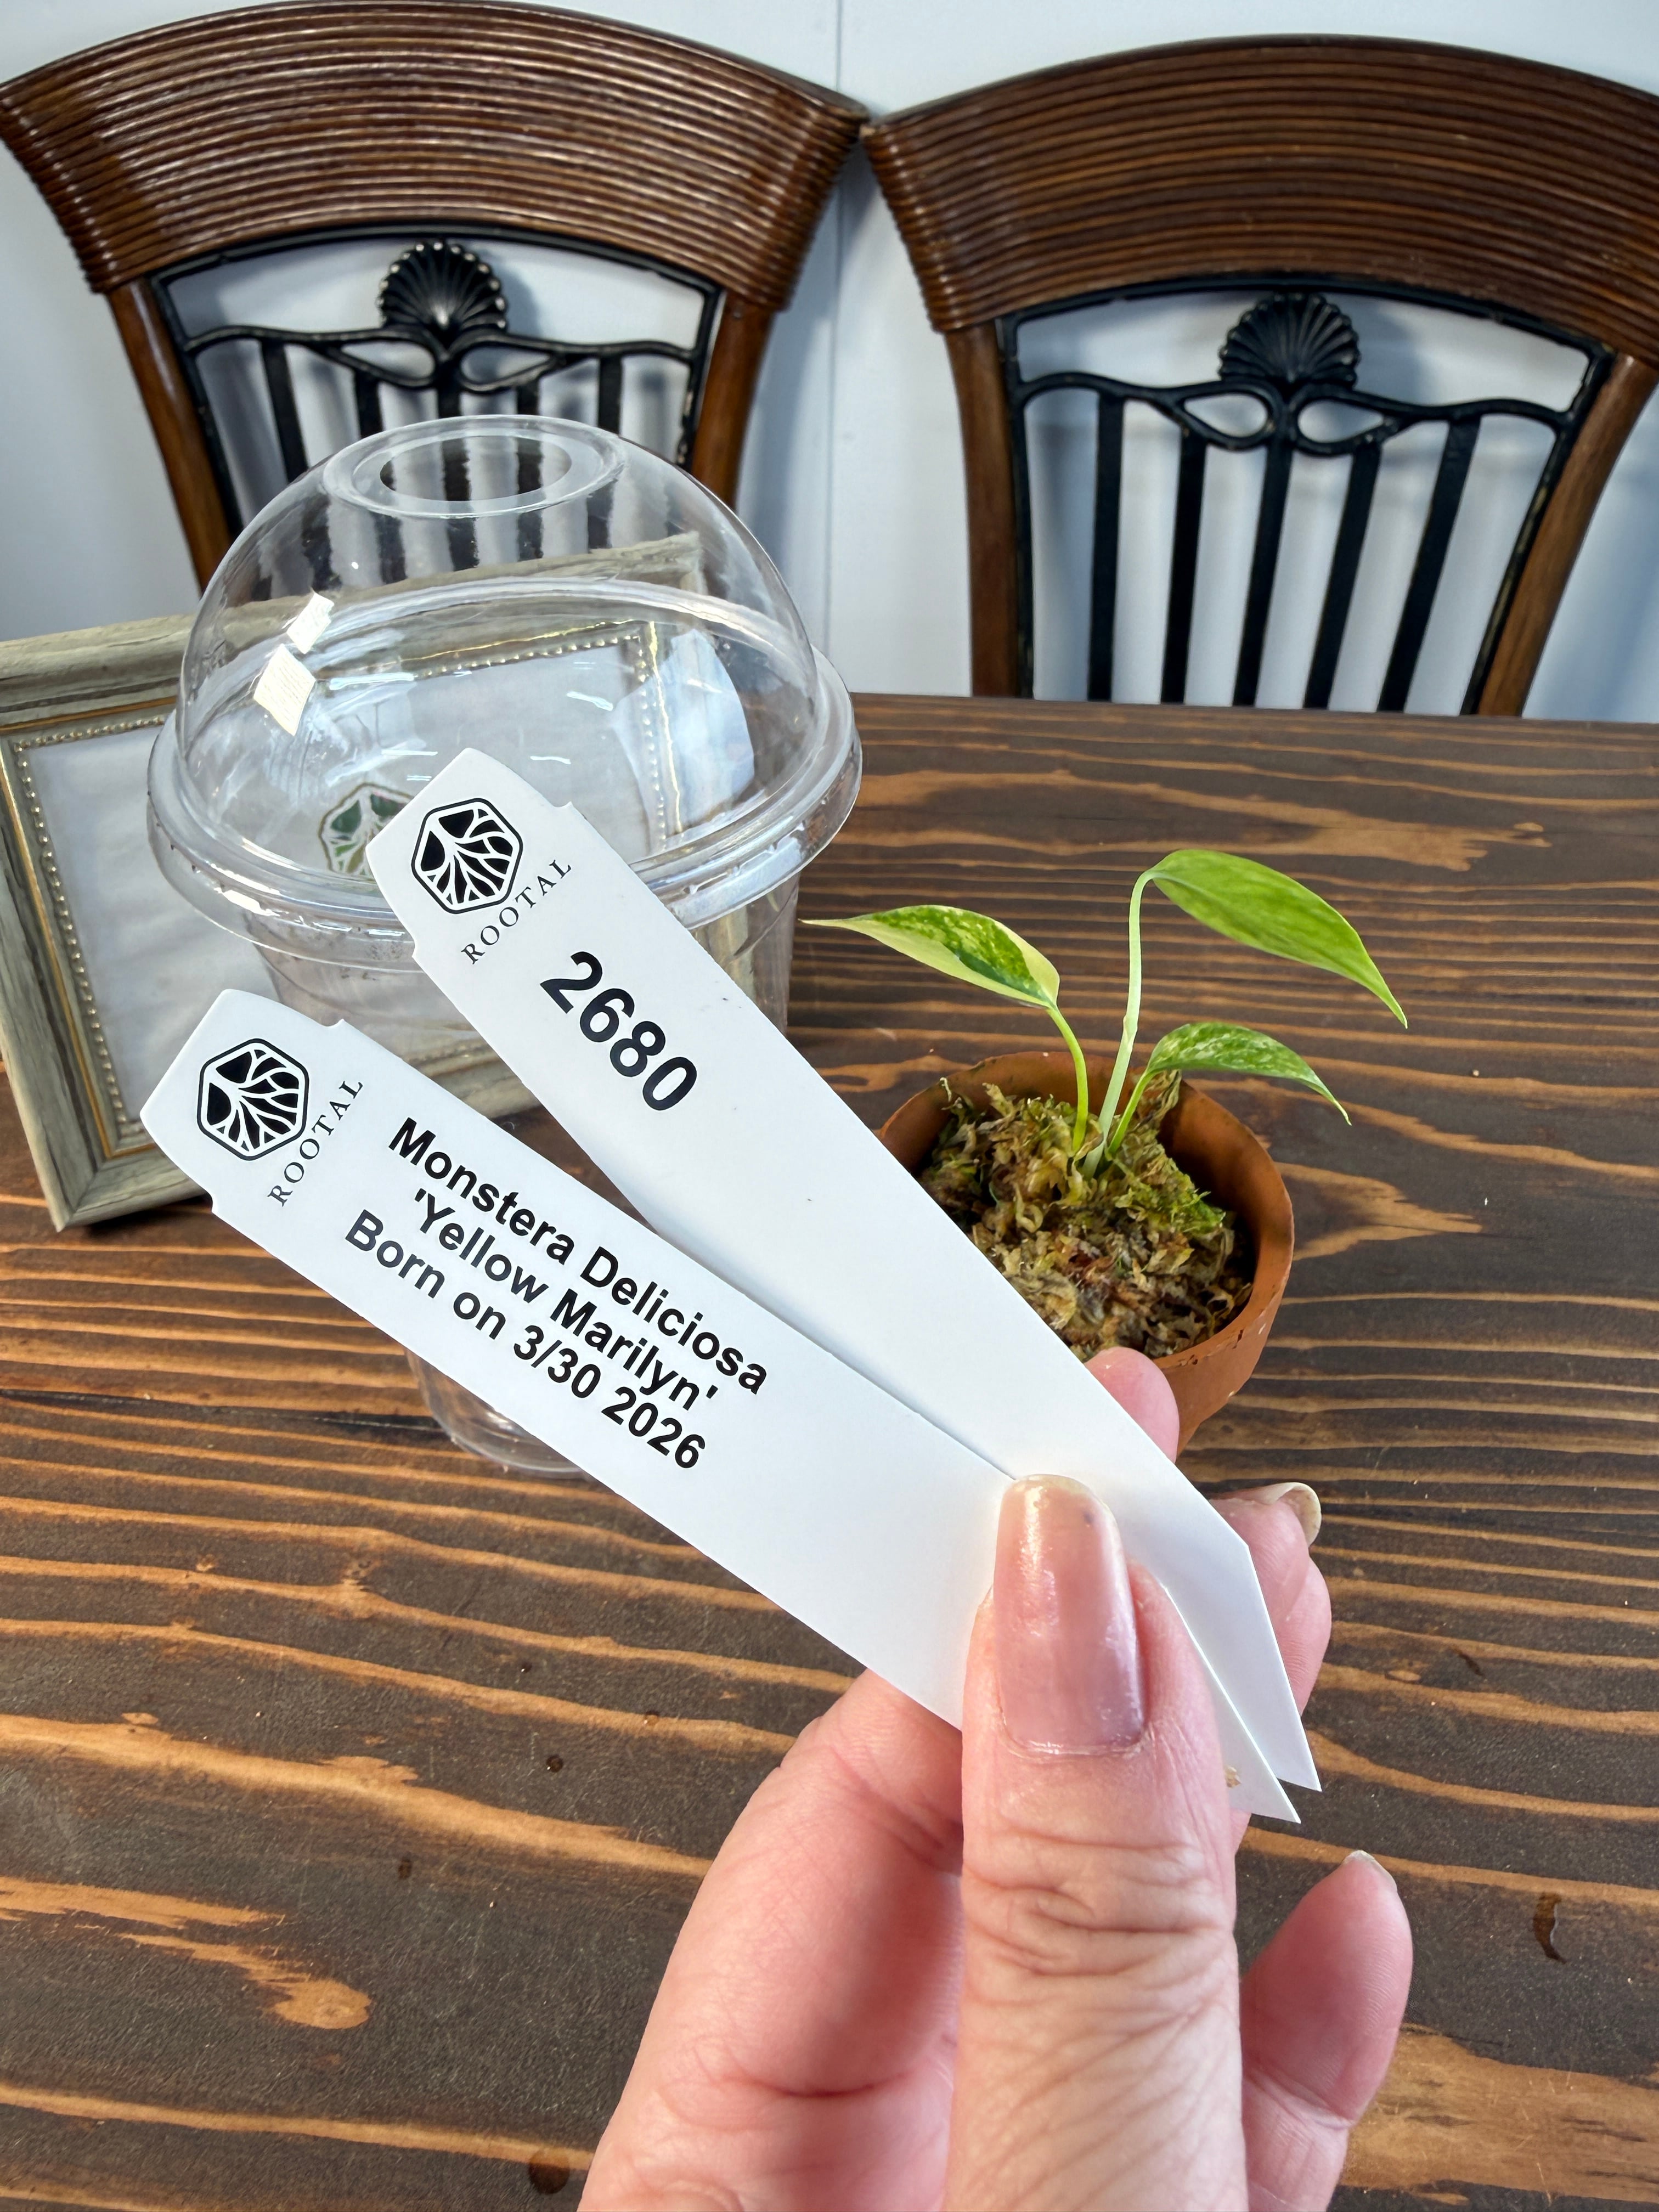 ROOTAL
2680
ROOTAL
Monstera Deliciosa
'Yellow Marilyn'
Born on 3/30 2026